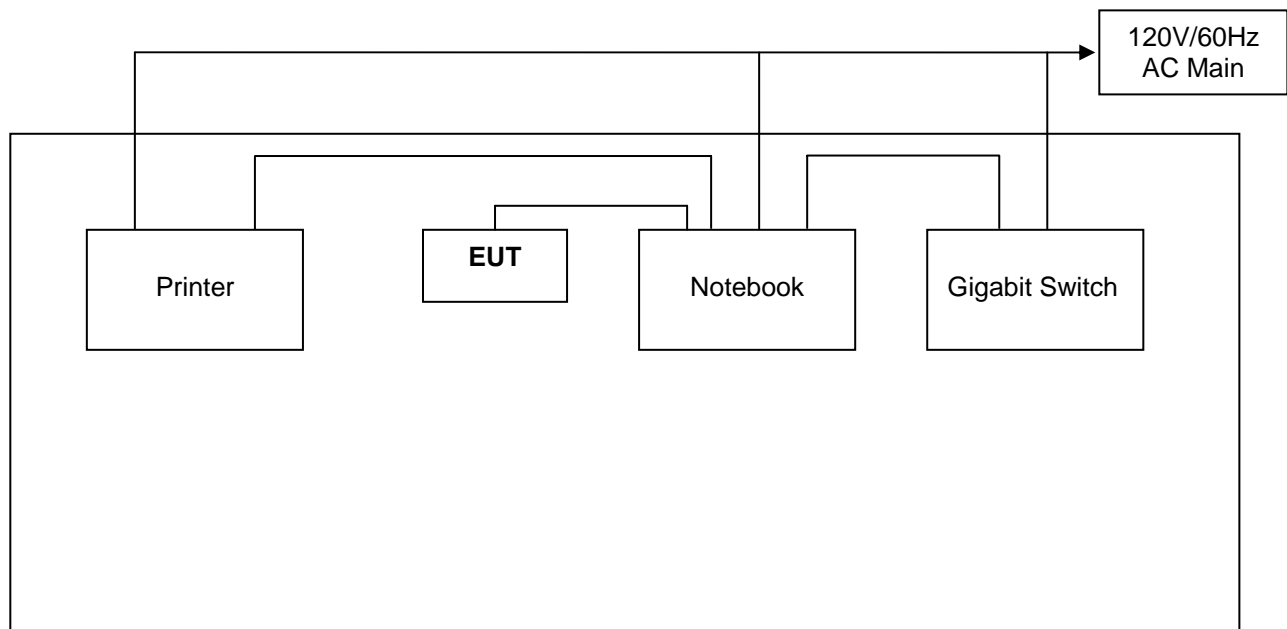 120V/60Hz
AC Main
Printer
EUT
Notebook
Gigabit Switch